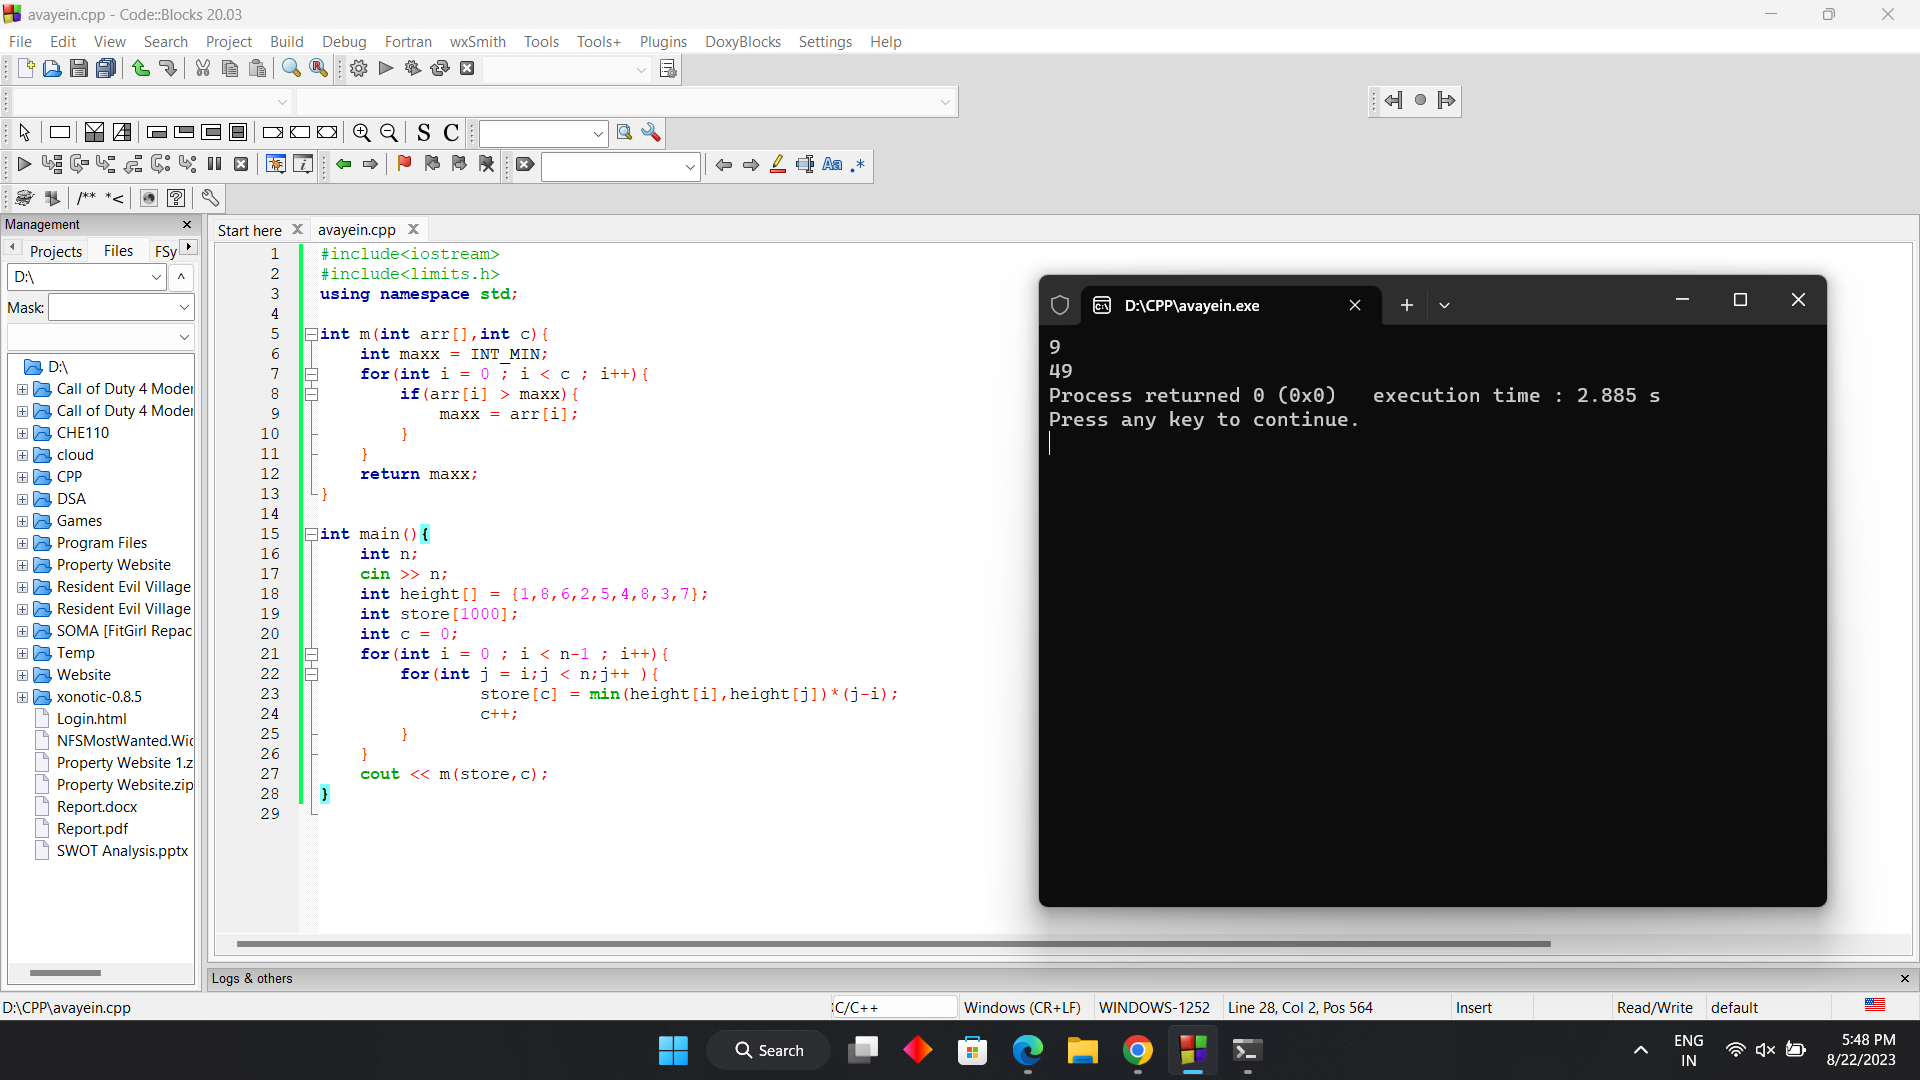 avayein.cpp - Code::Blocks 20.03
File Edit View Search Project Build Debug Fortran wxSmith Tools Tools+ Plugins DoxyBlocks Settings Help
S C
Aa .*
/** *<
Management
Start here avayein.cpp
Projects Files FSy
D:\
Mask:
D:\
Call of Duty 4 Moder
Call of Duty 4 Moder
CHE110
cloud
CPP
DSA
Games
Program Files
Property Website
Resident Evil Village
Resident Evil Village
SOMA [FitGirl Repac
Temp
Website
xonotic-0.8.5
Login.html
NFSMostWanted.Wic
Property Website 1.z
Property Website.zip
Report.docx
Report.pdf
SWOT Analysis.pptx
1 #include<iostream>
2 #include<limits.h>
3 using namespace std;
4
5 int m(int arr[],int c){
6 int maxx = INT_MIN;
7 for(int i = 0 ; i < c ; i++){
8 if(arr[i] > maxx){
9 maxx = arr[i];
10 }
11 }
12 return maxx;
13 }
14
15 int main(){
16 int n;
17 cin >> n;
18 int height[] = {1,8,6,2,5,4,8,3,7};
19 int store[1000];
20 int c = 0;
21 for(int i = 0 ; i < n-1 ; i++){
22 for(int j = i;j < n;j++ ){
23 store[c] = min(height[i],height[j])*(j-i);
24 c++;
25 }
26 }
27 cout << m(store,c);
28 }
29
D:\CPP\avayein.exe
9
49
Process returned 0 (0x0)   execution time : 2.885 s
Press any key to continue.
Logs & others
D:\CPP\avayein.cpp C/C++ Windows (CR+LF) WINDOWS-1252 Line 28, Col 2, Pos 564 Insert Read/Write default
Search
ENG
IN
5:48 PM
8/22/2023